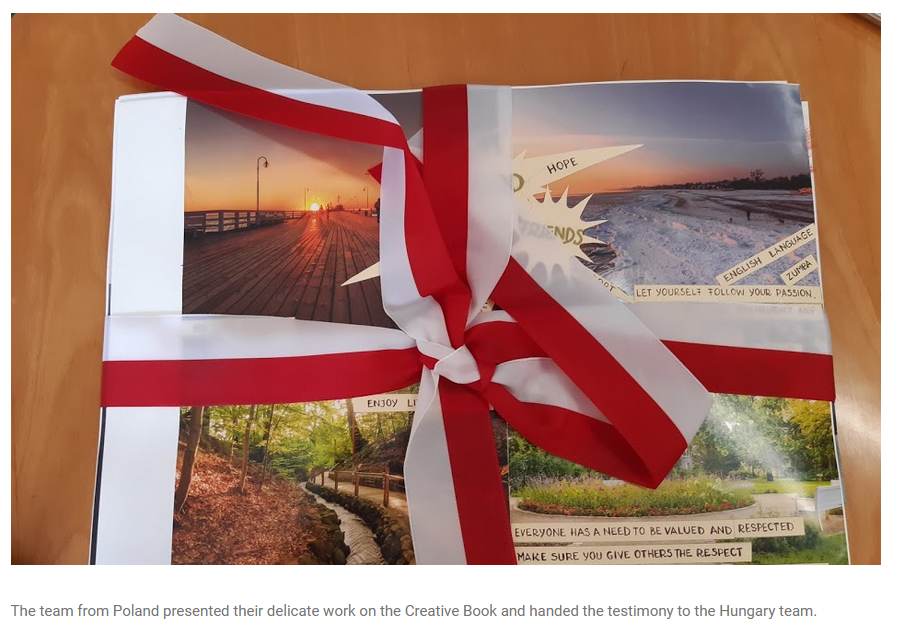 HOPE
FRIENDS
ENGLISH LANGUAGE
ZUMBA
LET YOURSELF FOLLOW YOUR PASSION.
ENJOY
EVERYONE HAS A NEED TO BE VALUED AND RESPECTED
MAKE SURE YOU GIVE OTHERS THE RESPECT
The team from Poland presented their delicate work on the Creative Book and handed the testimony to the Hungary team.